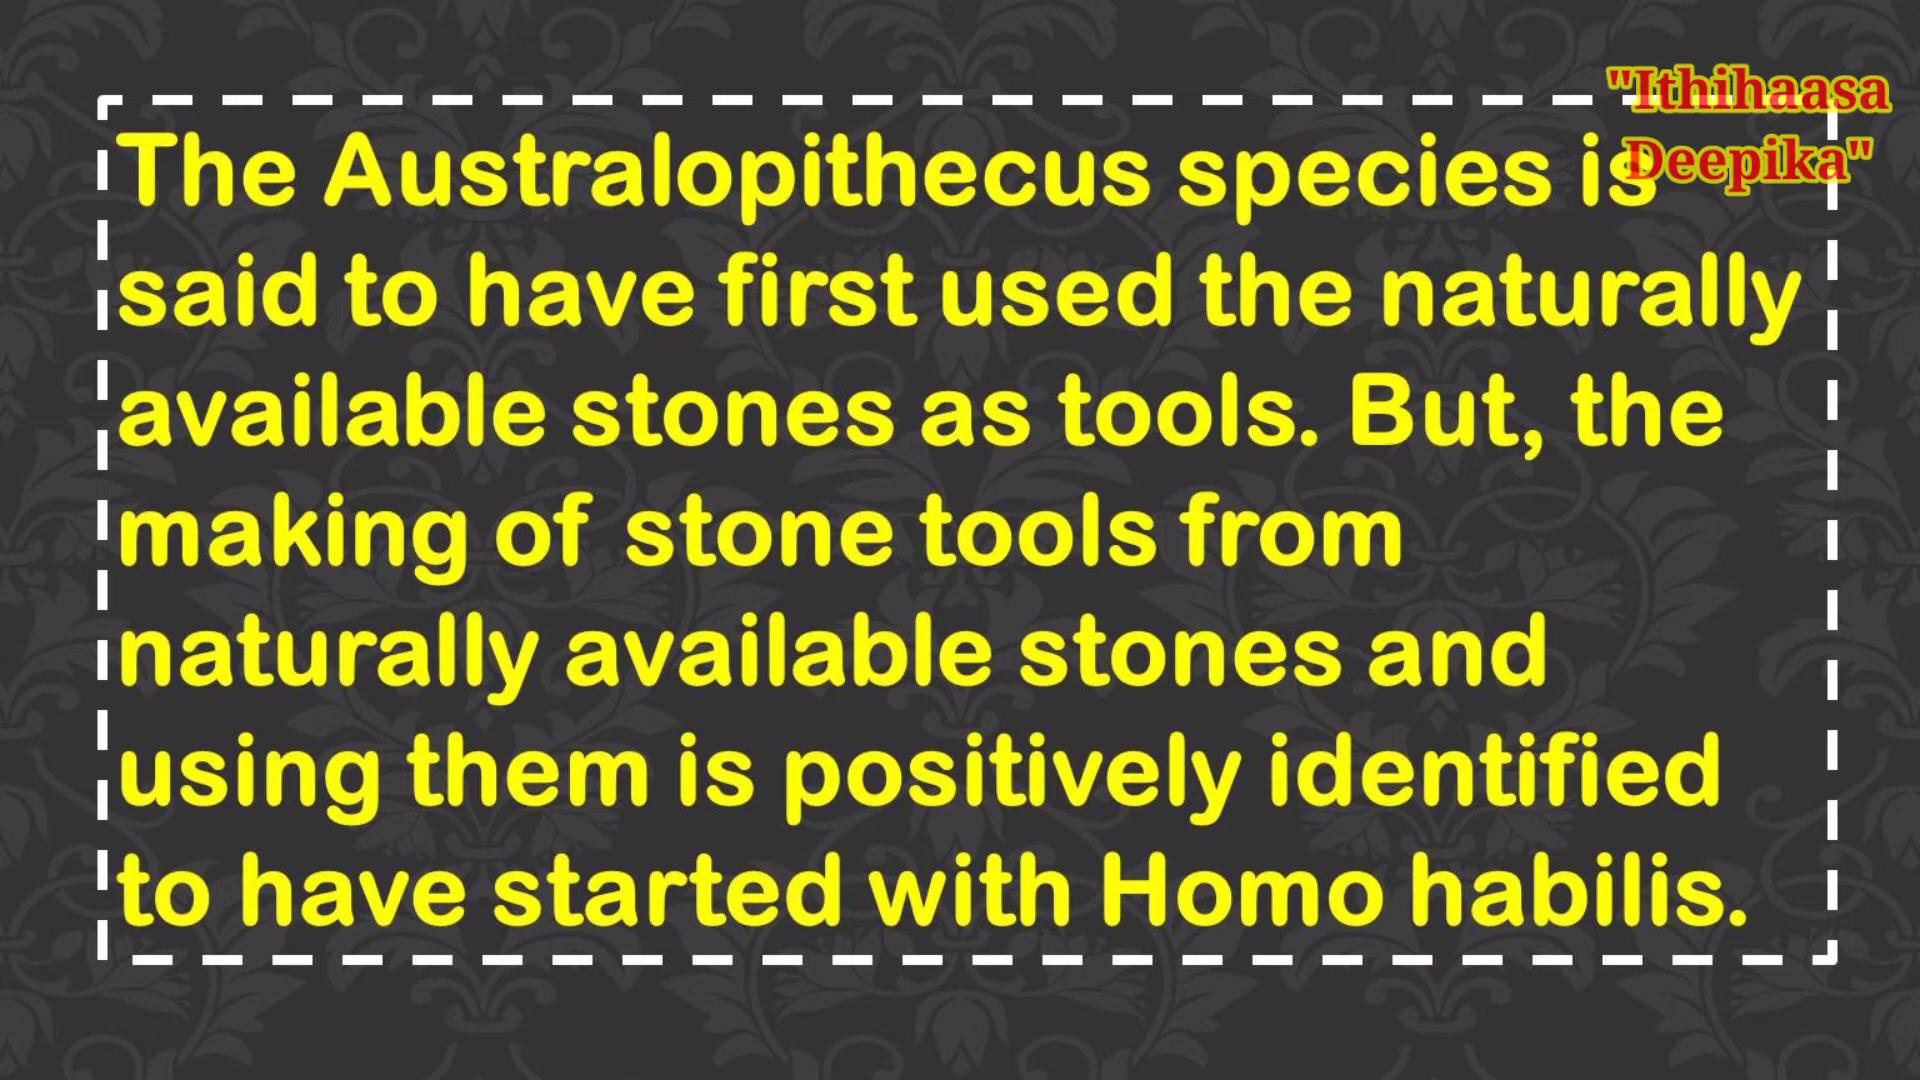 "Ithihaasa
Deepika"
The Australopithecus species is
said to have first used the naturally
available stones as tools. But, the
making of stone tools from
naturally available stones and
using them is positively identified
to have started with Homo habilis.